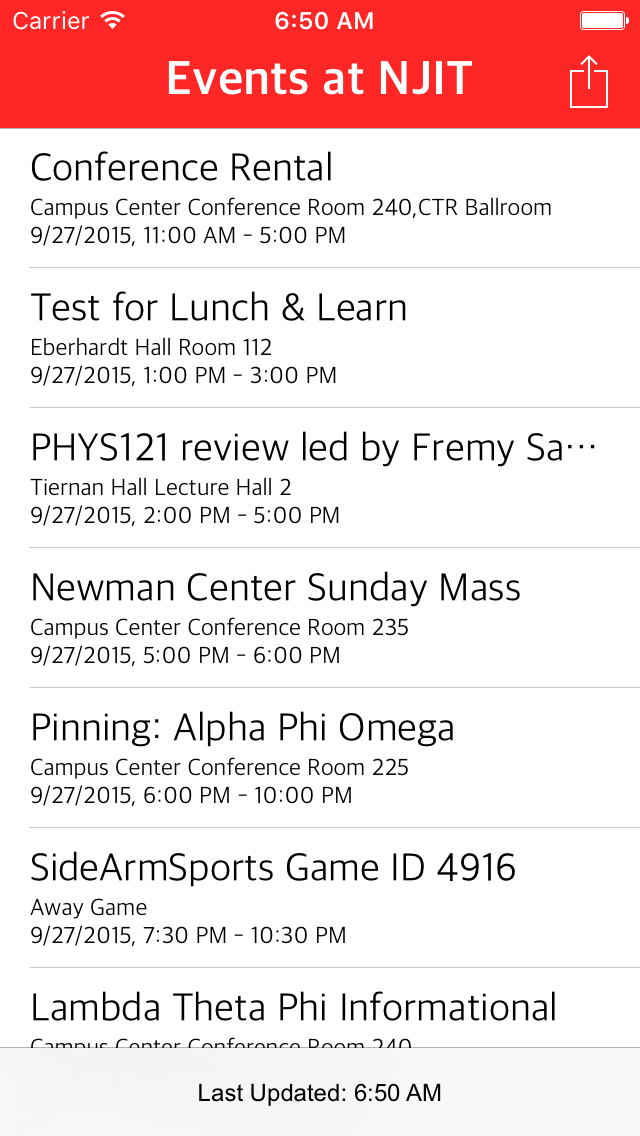 Carrier 6:50 AM
Events at NJIT
Conference Rental
Campus Center Conference Room 240,CTR Ballroom
9/27/2015, 11:00 AM - 5:00 PM
Test for Lunch & Learn
Eberhardt Hall Room 112
9/27/2015, 1:00 PM - 3:00 PM
PHYS121 review led by Fremy Sa…
Tiernan Hall Lecture Hall 2
9/27/2015, 2:00 PM - 5:00 PM
Newman Center Sunday Mass
Campus Center Conference Room 235
9/27/2015, 5:00 PM - 6:00 PM
Pinning: Alpha Phi Omega
Campus Center Conference Room 225
9/27/2015, 6:00 PM - 10:00 PM
SideArmSports Game ID 4916
Away Game
9/27/2015, 7:30 PM - 10:30 PM
Lambda Theta Phi Informational
Campus Center Conference Room 240
Last Updated: 6:50 AM